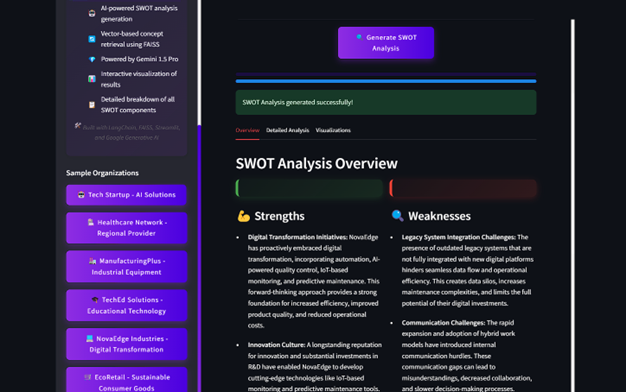 AI-powered SWOT analysis
generation
Vector-based concept
retrieval using FAISS
Powered by Gemini 1.5 Pro
Interactive visualization of
results
Detailed breakdown of all
SWOT components
Built with LangChain, FAISS, Streamlit,
and Google Generative AI
Sample Organizations
Tech Startup - AI Solutions
Healthcare Network -
Regional Provider
ManufacturingPlus -
Industrial Equipment
TechEd Solutions -
Educational Technology
NovaEdge Industries -
Digital Transformation
EcoRetail - Sustainable
Consumer Goods
Generate SWOT
Analysis
SWOT Analysis generated successfully!
Overview Detailed Analysis Visualizations
SWOT Analysis Overview
Strengths
• Digital Transformation Initiatives: NovaEdge
has proactively embraced digital
transformation, incorporating automation, AI-
powered quality control, IoT-based
monitoring, and predictive maintenance. This
forward-thinking approach provides a strong
foundation for increased efficiency, improved
product quality, and reduced operational
costs.
• Innovation Culture: A longstanding reputation
for innovation and substantial investments in
R&D have enabled NovaEdge to develop
cutting-edge technologies like IoT-based
monitoring and predictive maintenance tools.
Weaknesses
• Legacy System Integration Challenges: The
presence of outdated legacy systems that
are not fully integrated with new digital platforms
hinders seamless data flow and operational
efficiency. This creates data silos, increases
maintenance complexities, and limits the full
potential of their digital investments.
• Communication Challenges: The rapid
expansion and adoption of hybrid work
models have introduced internal
communication hurdles. These
communication gaps can lead to
misunderstandings, decreased collaboration,
and slower decision-making processes.